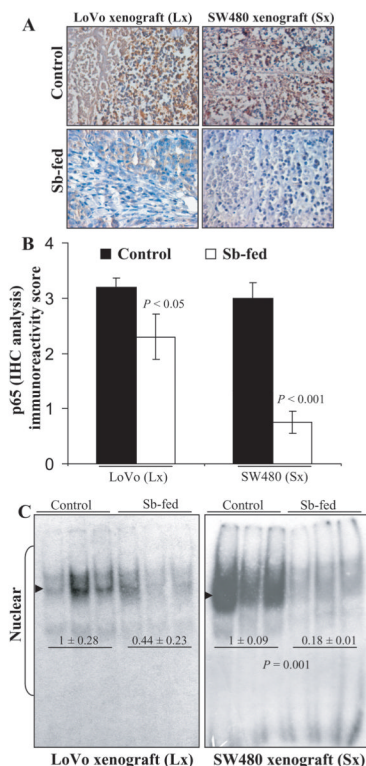 A
LoVo xenograft (Lx) SW480 xenograft (Sx)
Control
Sb-fed
B
Control Sb-fed
p65 (IHC analysis)
immunoreactivity score
4
3
2
1
0
P < 0.05
P < 0.001
LoVo (Lx) SW480 (Sx)
C
Control Sb-fed Control Sb-fed
Nuclear
1 ± 0.28 0.44 ± 0.23 1 ± 0.09 0.18 ± 0.01
P = 0.001
LoVo xenograft (Lx) SW480 xenograft (Sx)